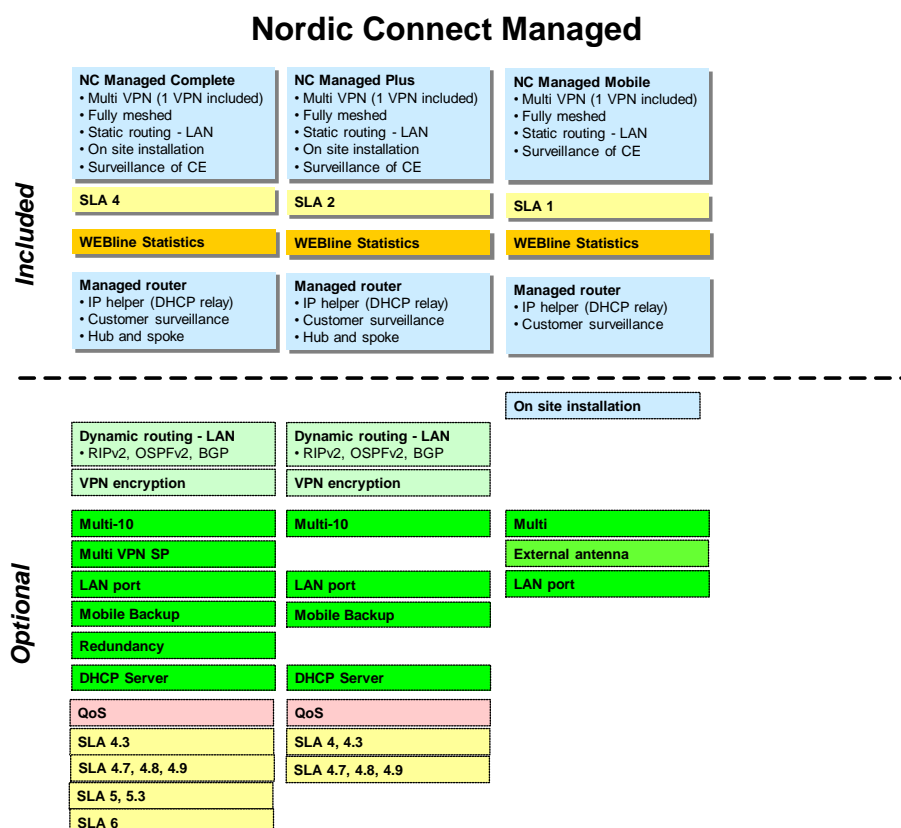 Nordic Connect Managed
Included
NC Managed Complete
• Multi VPN (1 VPN included)
• Fully meshed
• Static routing - LAN
• On site installation
• Surveillance of CE
SLA 4
WEBline Statistics
Managed router
• IP helper (DHCP relay)
• Customer surveillance
• Hub and spoke
NC Managed Plus
• Multi VPN (1 VPN included)
• Fully meshed
• Static routing - LAN
• On site installation
• Surveillance of CE
SLA 2
WEBline Statistics
Managed router
• IP helper (DHCP relay)
• Customer surveillance
• Hub and spoke
NC Managed Mobile
• Multi VPN (1 VPN included)
• Fully meshed
• Static routing - LAN
• Surveillance of CE
SLA 1
WEBline Statistics
Managed router
• IP helper (DHCP relay)
• Customer surveillance
Optional
Dynamic routing - LAN
• RIPv2, OSPFv2, BGP
VPN encryption
Multi-10
Multi VPN SP
LAN port
Mobile Backup
Redundancy
DHCP Server
QoS
SLA 4.3
SLA 4.7, 4.8, 4.9
SLA 5, 5.3
SLA 6
Dynamic routing - LAN
• RIPv2, OSPFv2, BGP
VPN encryption
Multi-10
LAN port
Mobile Backup
DHCP Server
QoS
SLA 4, 4.3
SLA 4.7, 4.8, 4.9
On site installation
Multi
External antenna
LAN port